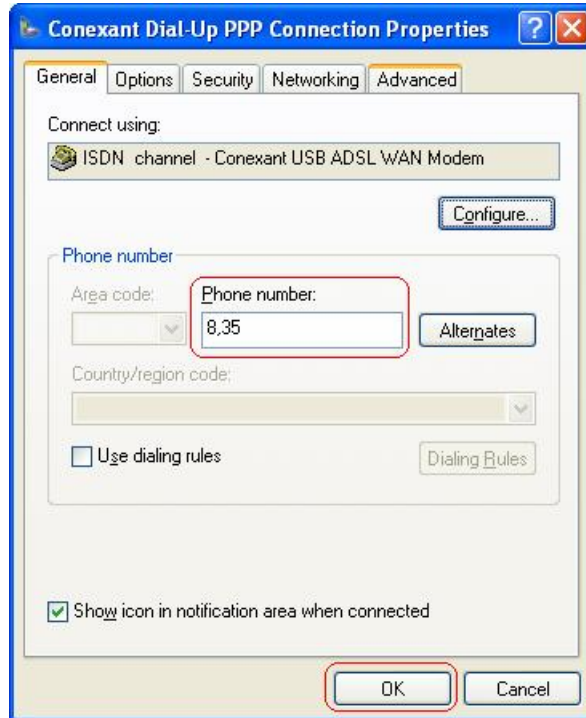 Conexant Dial-Up PPP Connection Properties
General Options Security Networking Advanced
Connect using:
ISDN channel - Conexant USB ADSL WAN Modem
Configure...
Phone number
Area code: Phone number:
8,35 Alternates
Country/region code:
Use dialing rules Dialing Rules
Show icon in notification area when connected
OK Cancel